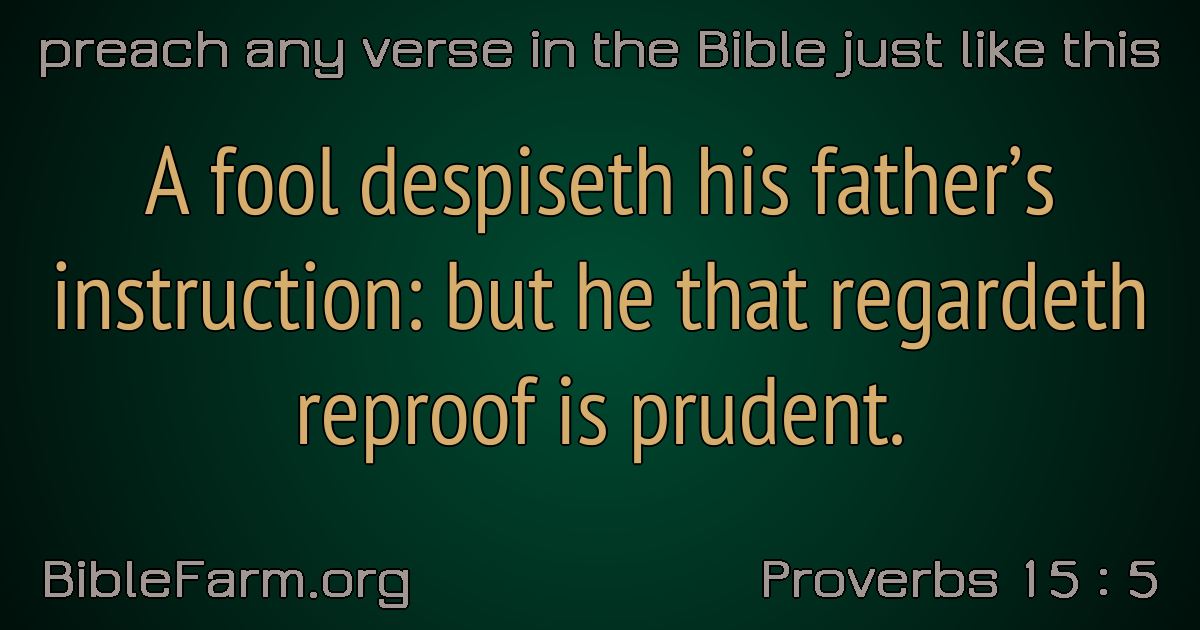 preach any verse in the Bible just like this
A fool despiseth his father’s
instruction: but he that regardeth
reproof is prudent.
BibleFarm.org
Proverbs 15 : 5